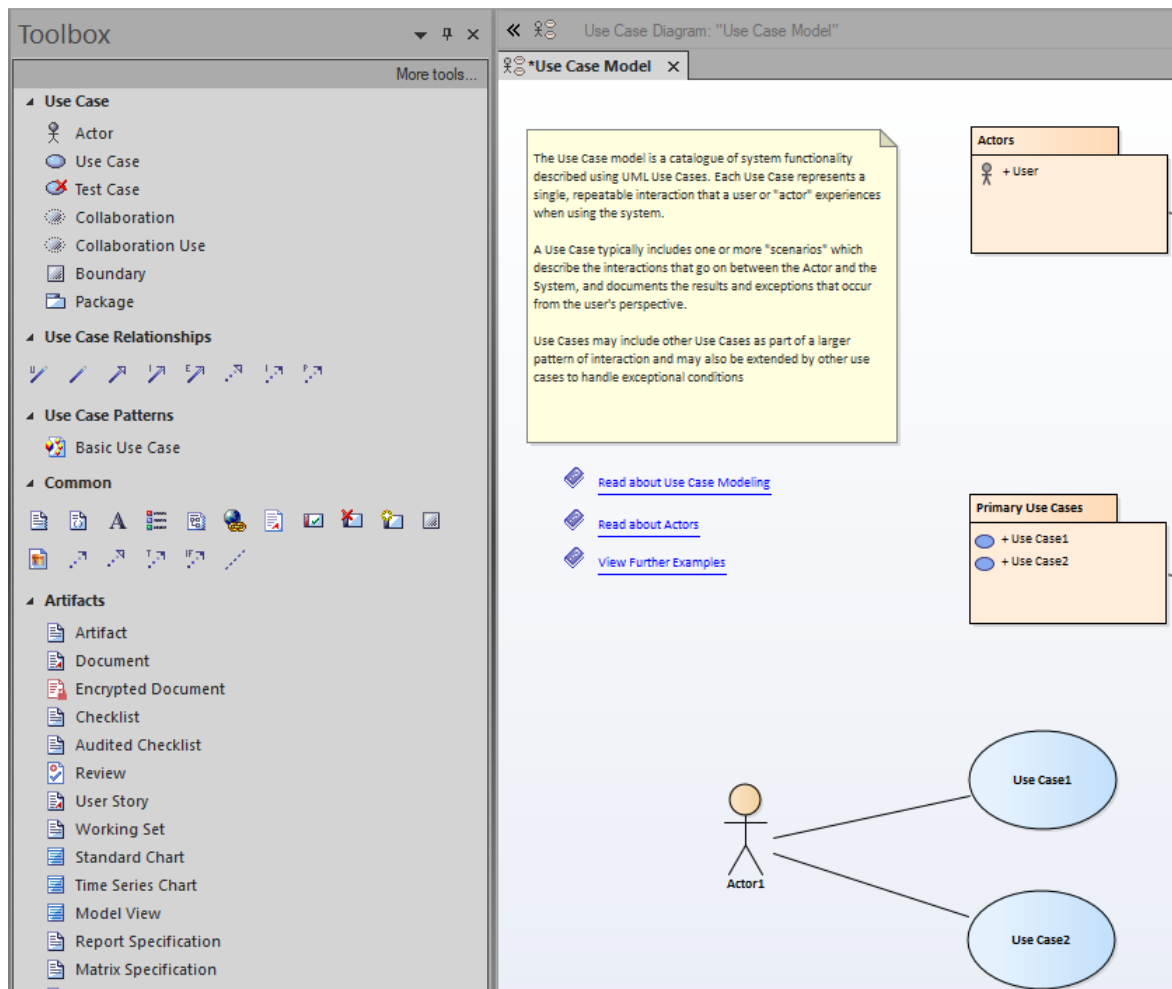 Toolbox
More tools...
Use Case
Actor
Use Case
Test Case
Collaboration
Collaboration Use
Boundary
Package
Use Case Relationships
U
I
E
I
P
Use Case Patterns
Basic Use Case
Common
A
T
IF
Artifacts
Artifact
Document
Encrypted Document
Checklist
Audited Checklist
Review
User Story
Working Set
Standard Chart
Time Series Chart
Model View
Report Specification
Matrix Specification
Use Case Diagram: "Use Case Model"
*Use Case Model
The Use Case model is a catalogue of system functionality
described using UML Use Cases. Each Use Case represents a
single, repeatable interaction that a user or "actor" experiences
when using the system.
A Use Case typically includes one or more "scenarios" which
describe the interactions that go on between the Actor and the
System, and documents the results and exceptions that occur
from the user's perspective.
Use Cases may include other Use Cases as part of a larger
pattern of interaction and may also be extended by other use
cases to handle exceptional conditions
Read about Use Case Modeling
Read about Actors
View Further Examples
Actors
+ User
Primary Use Cases
+ Use Case1
+ Use Case2
Actor1
Use Case1
Use Case2